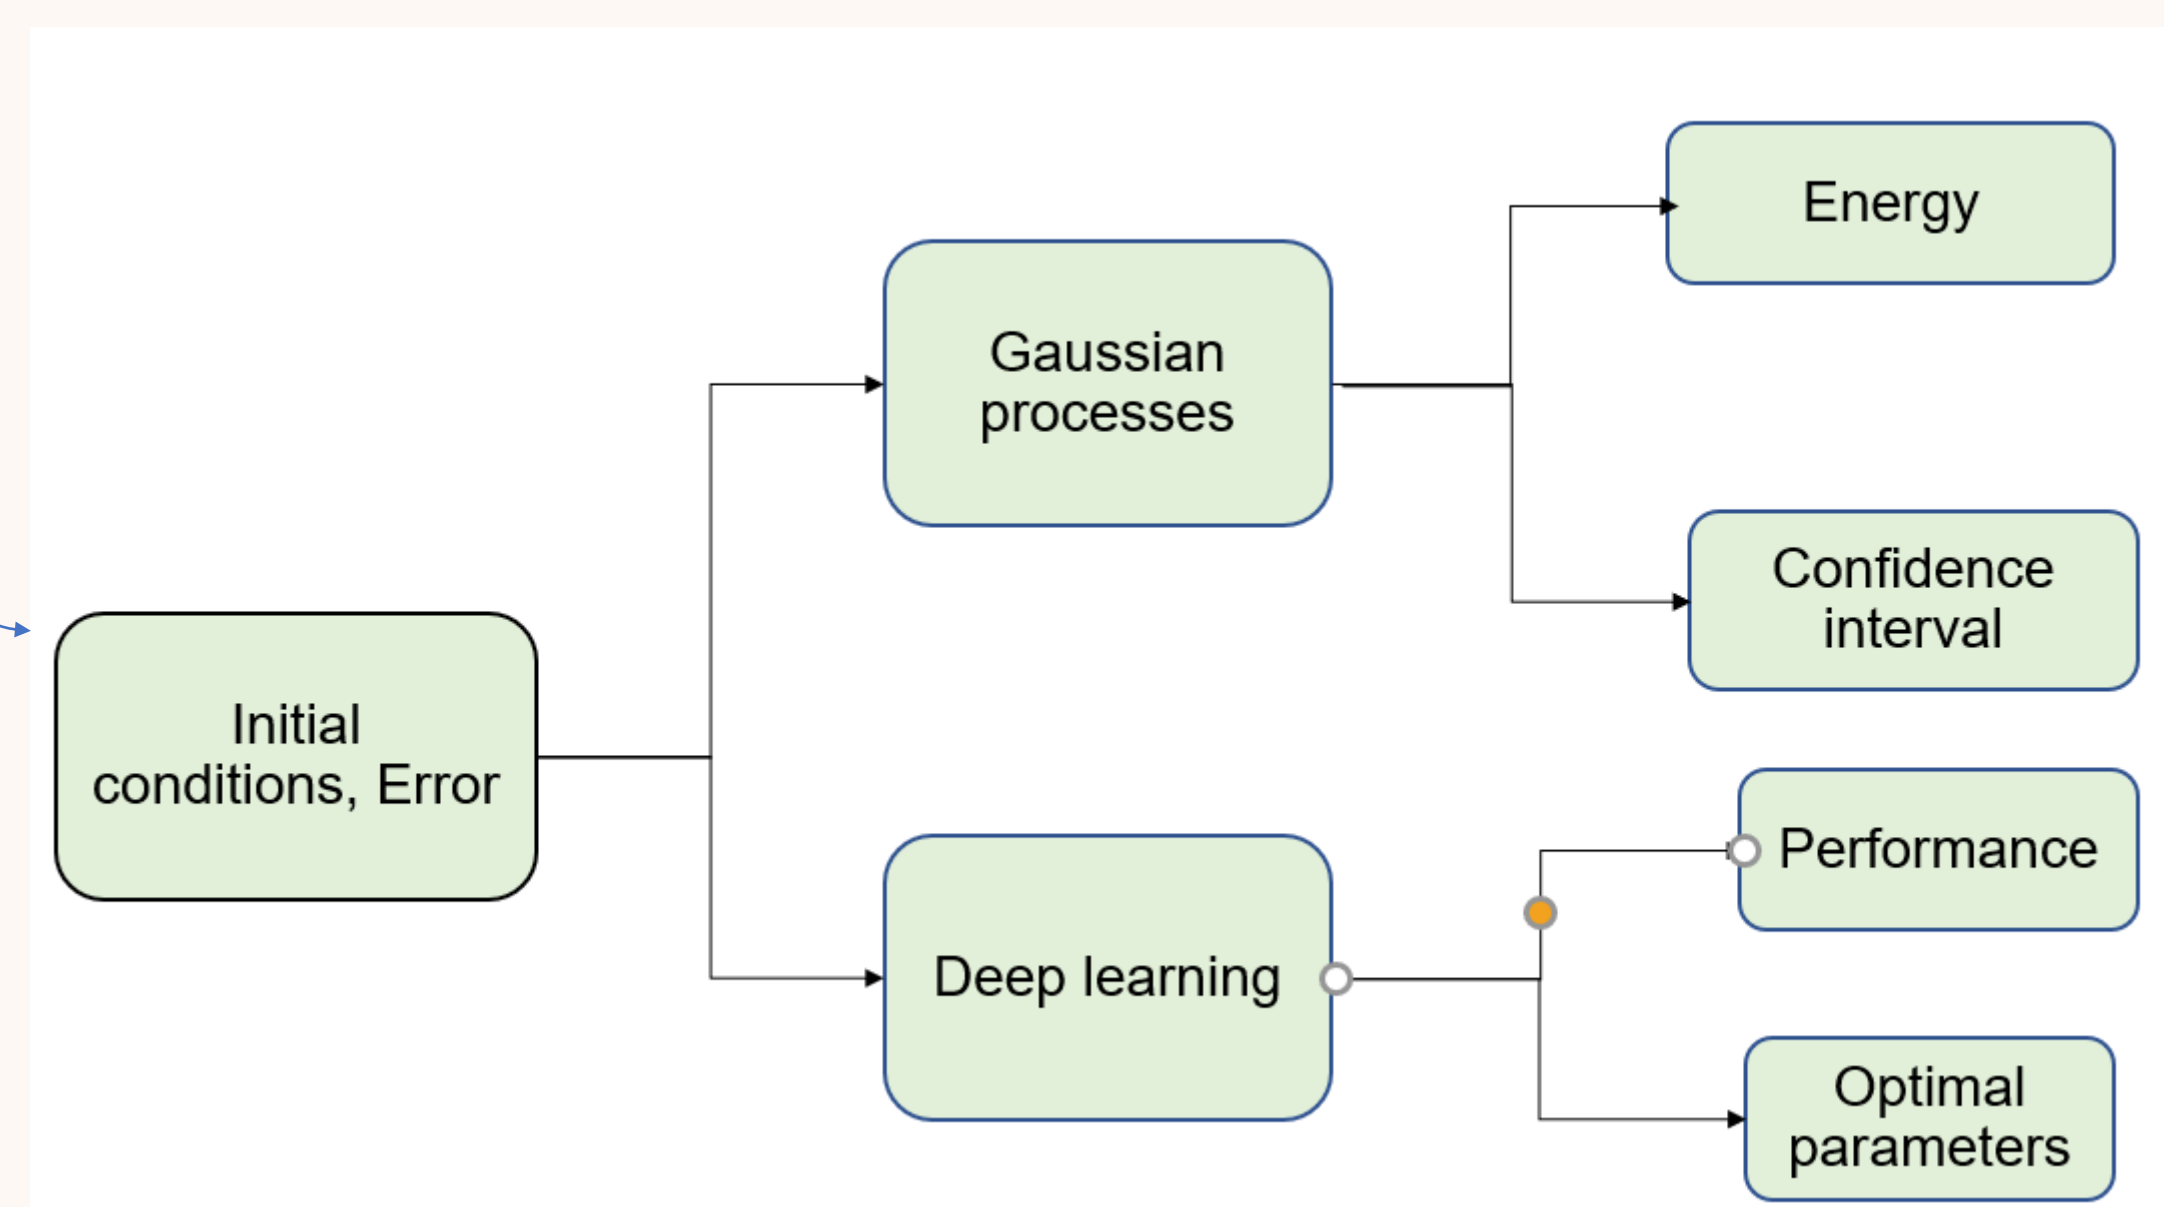 Energy
Gaussian
processes
Confidence
interval
Initial
conditions, Error
Performance
Deep learning
Optimal
parameters